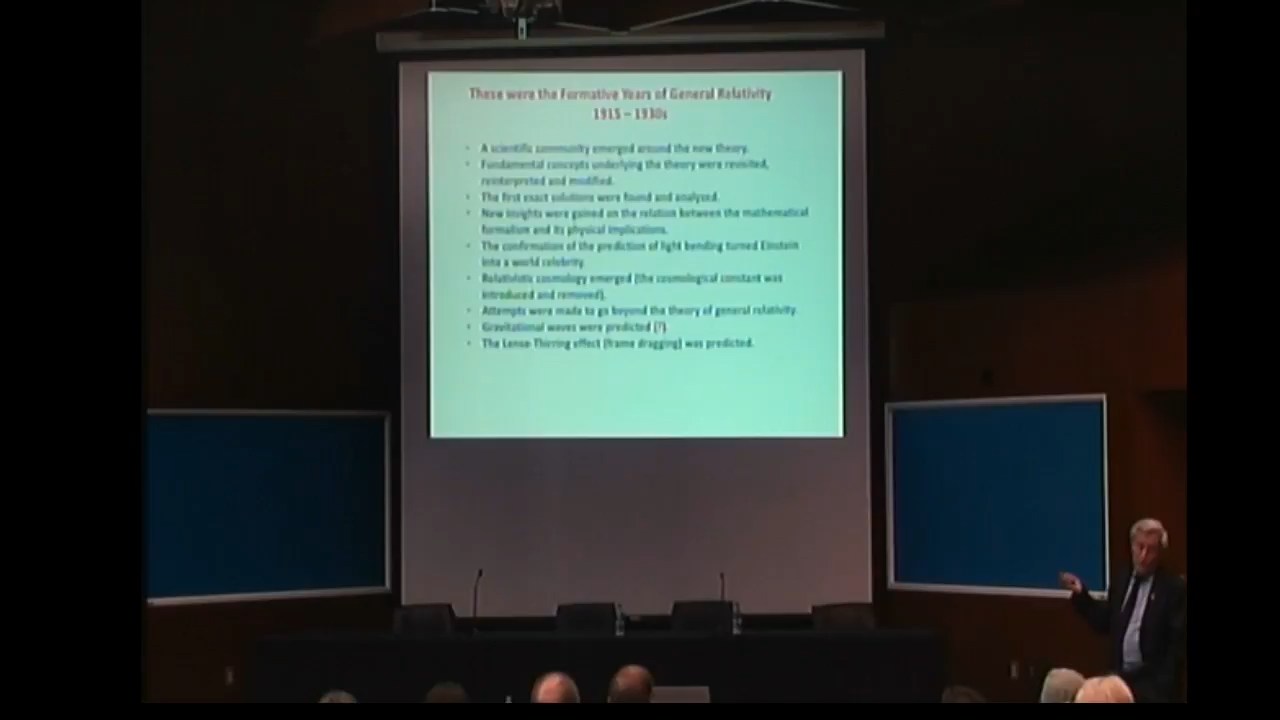 These were the Formative Years of General Relativity
1915 – 1930s
• A scientific community emerged around the new theory.
• Fundamental concepts underlying the theory were revisited,
reinterpreted and modified.
• The first exact solutions were found and analyzed.
• New insights were gained on the relation between the mathematical
formalism and its physical implications.
• The confirmation of the prediction of light bending turned Einstein
into a world celebrity.
• Relativistic cosmology emerged (the cosmological constant was
introduced and removed).
• Attempts were made to go beyond the theory of general relativity.
• Gravitational waves were predicted (?).
• The Lense-Thirring effect (frame dragging) was predicted.